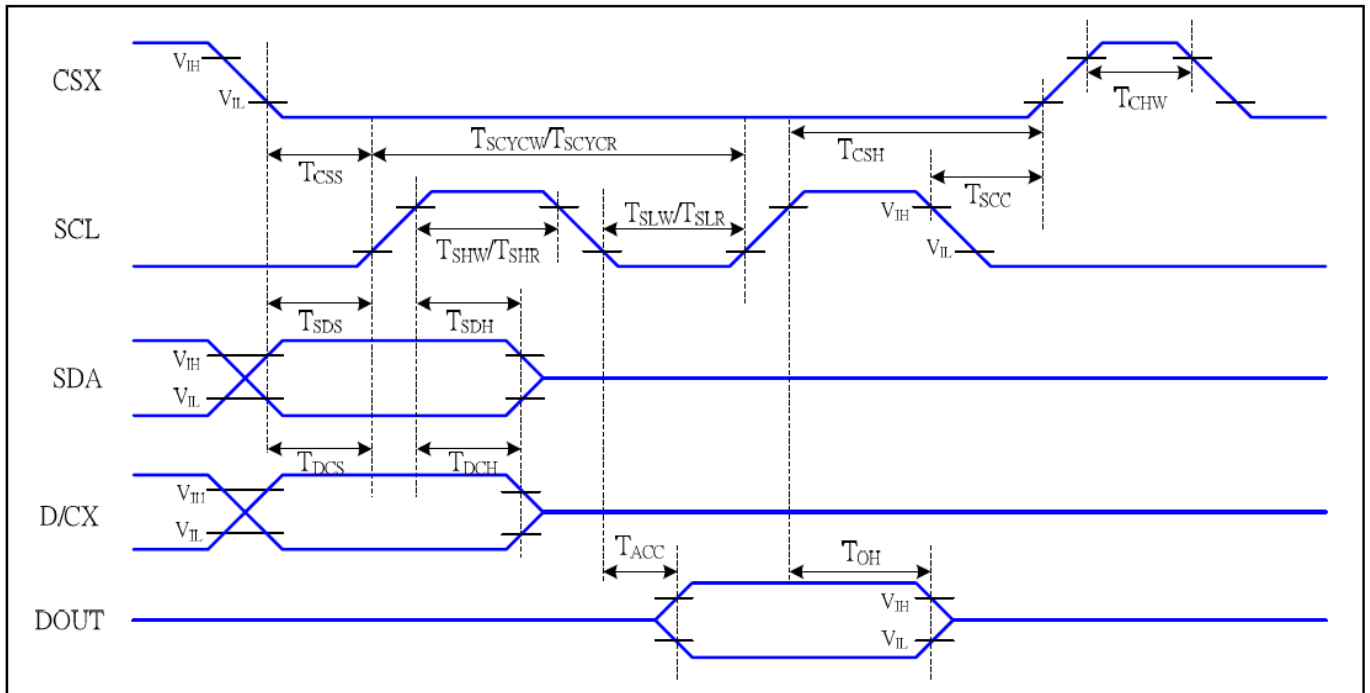 CSX
VIH
VIL
TCHW
TSCYCW/TSCYCR
TCSS
TCSH
TSCC
SCL
TSHW/TSHR
TSLW/TSLR
VIH
VIL
TSDS
TSDH
SDA
VIH
VIL
TDCS
TDCH
D/CX
VIH
VIL
TACC
TOH
DOUT
VIH
VIL